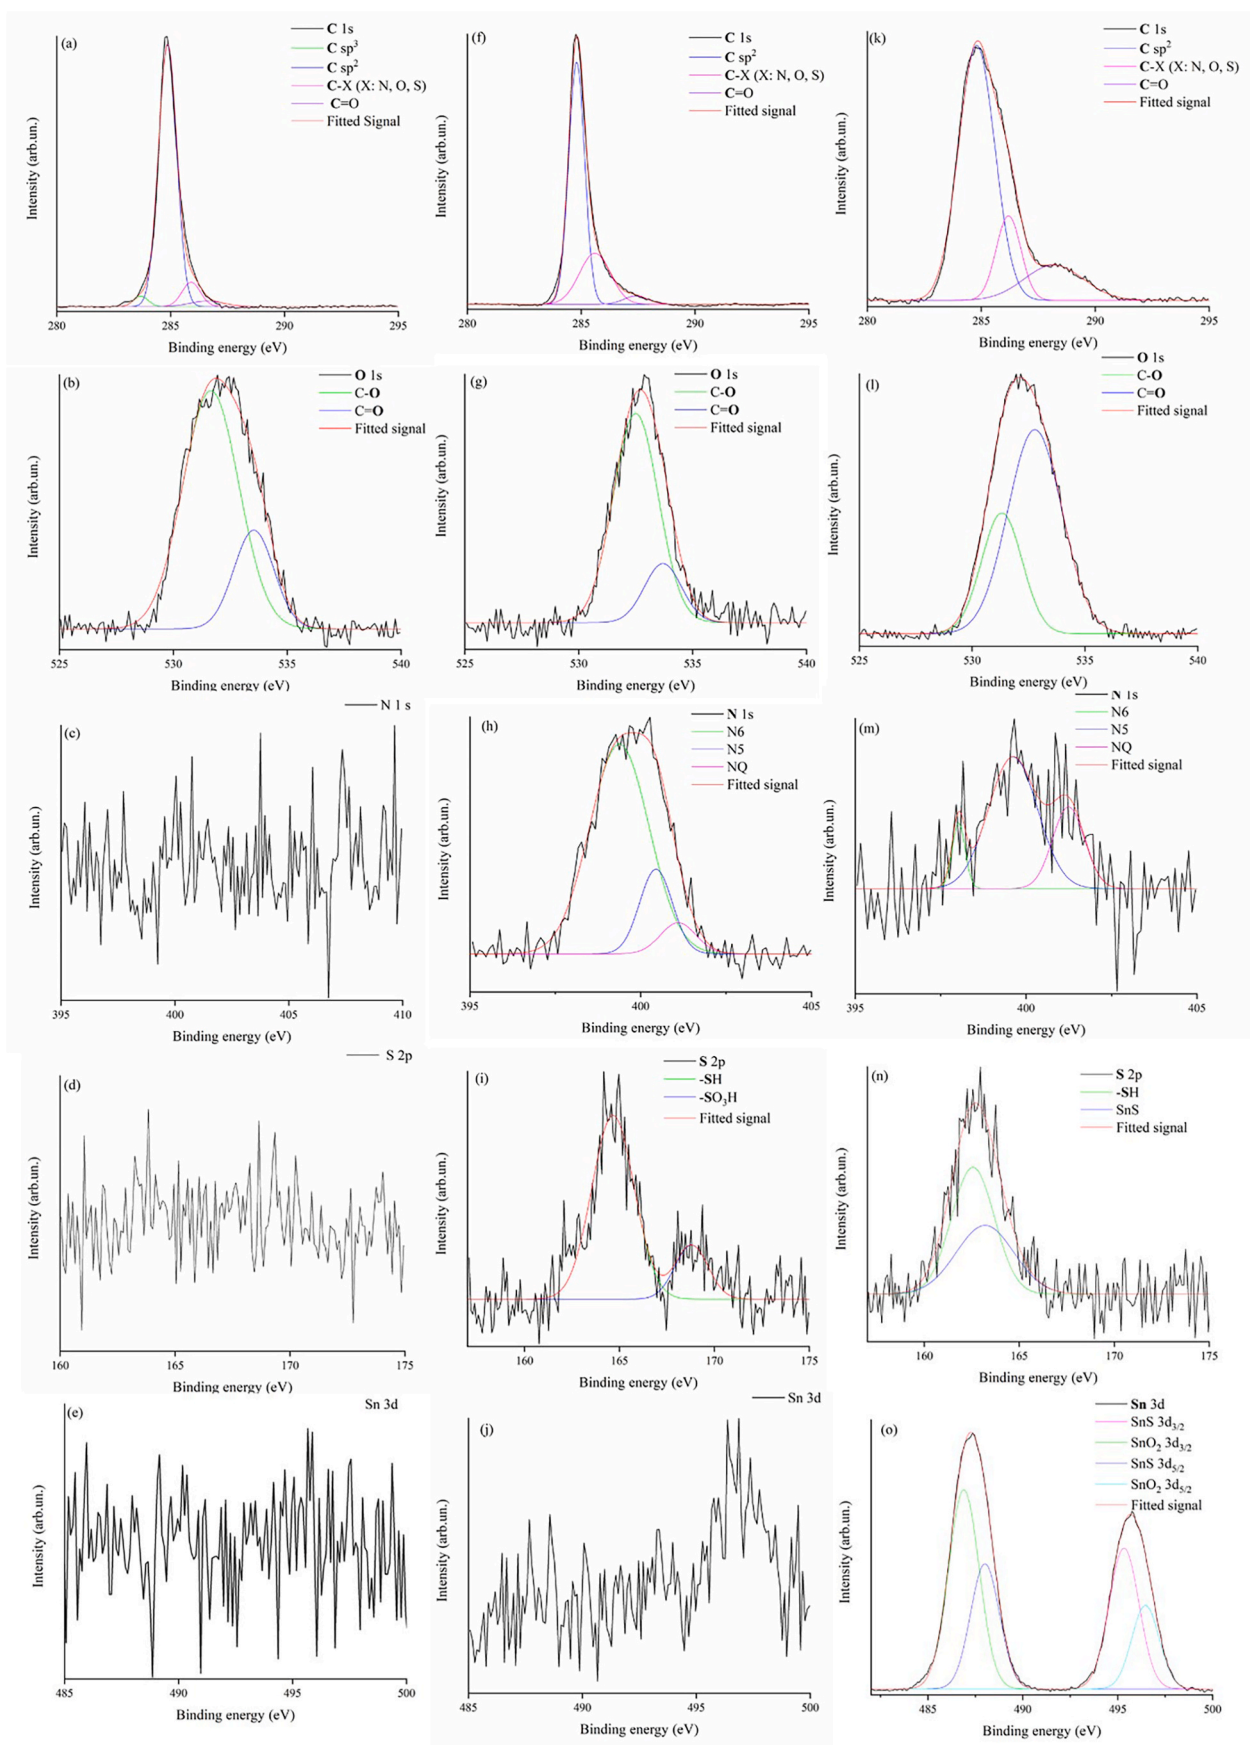 (a)
C 1s
C sp3
C sp2
C-X (X: N, O, S)
C=O
Fitted Signal
Intensity (arb.un.)
280 285 290 295
Binding energy (eV)
(f)
C 1s
C sp2
C-X (X: N, O, S)
C=O
Fitted signal
Intensity (arb.un.)
280 285 290 295
Binding energy (eV)
(k)
C 1s
C sp2
C-X (X: N, O, S)
C=O
Fitted signal
Intensity (arb.un.)
280 285 290 295
Binding energy (eV)
(b)
O 1s
C-O
C=O
Fitted signal
Intensity (arb.un.)
525 530 535 540
Binding energy (eV)
(g)
O 1s
C-O
C=O
Fitted signal
Intensity (arb.un.)
525 530 535 540
Binding energy (eV)
(l)
O 1s
C-O
C=O
Fitted signal
Intensity (arb.un.)
525 530 535 540
Binding energy (eV)
(c)
N 1 s
Intensity (arb.un.)
395 400 405 410
Binding energy (eV)
(h)
N 1s
N6
N5
NQ
Fitted signal
Intensity (arb.un.)
395 400 405
Binding energy (eV)
(m)
N 1s
N6
N5
NQ
Fitted signal
Intensity (arb.un.)
395 400 405
Binding energy (eV)
(d)
S 2p
Intensity (arb.un.)
160 165 170 175
Binding energy (eV)
(i)
S 2p
-SH
-SO3H
Fitted signal
Intensity (arb.un.)
160 165 170 175
Binding energy (eV)
(n)
S 2p
-SH
SnS
Fitted signal
Intensity (arb.un.)
160 165 170 175
Binding energy (eV)
(e)
Sn 3d
Intensity (arb.un.)
485 490 495 500
Binding energy (eV)
(j)
Sn 3d
Intensity (arb.un.)
485 490 495 500
Binding energy (eV)
(o)
Sn 3d
SnS 3d3/2
SnO2 3d3/2
SnS 3d5/2
SnO2 3d5/2
Fitted signal
Intensity (arb.un.)
485 490 495 500
Binding energy (eV)